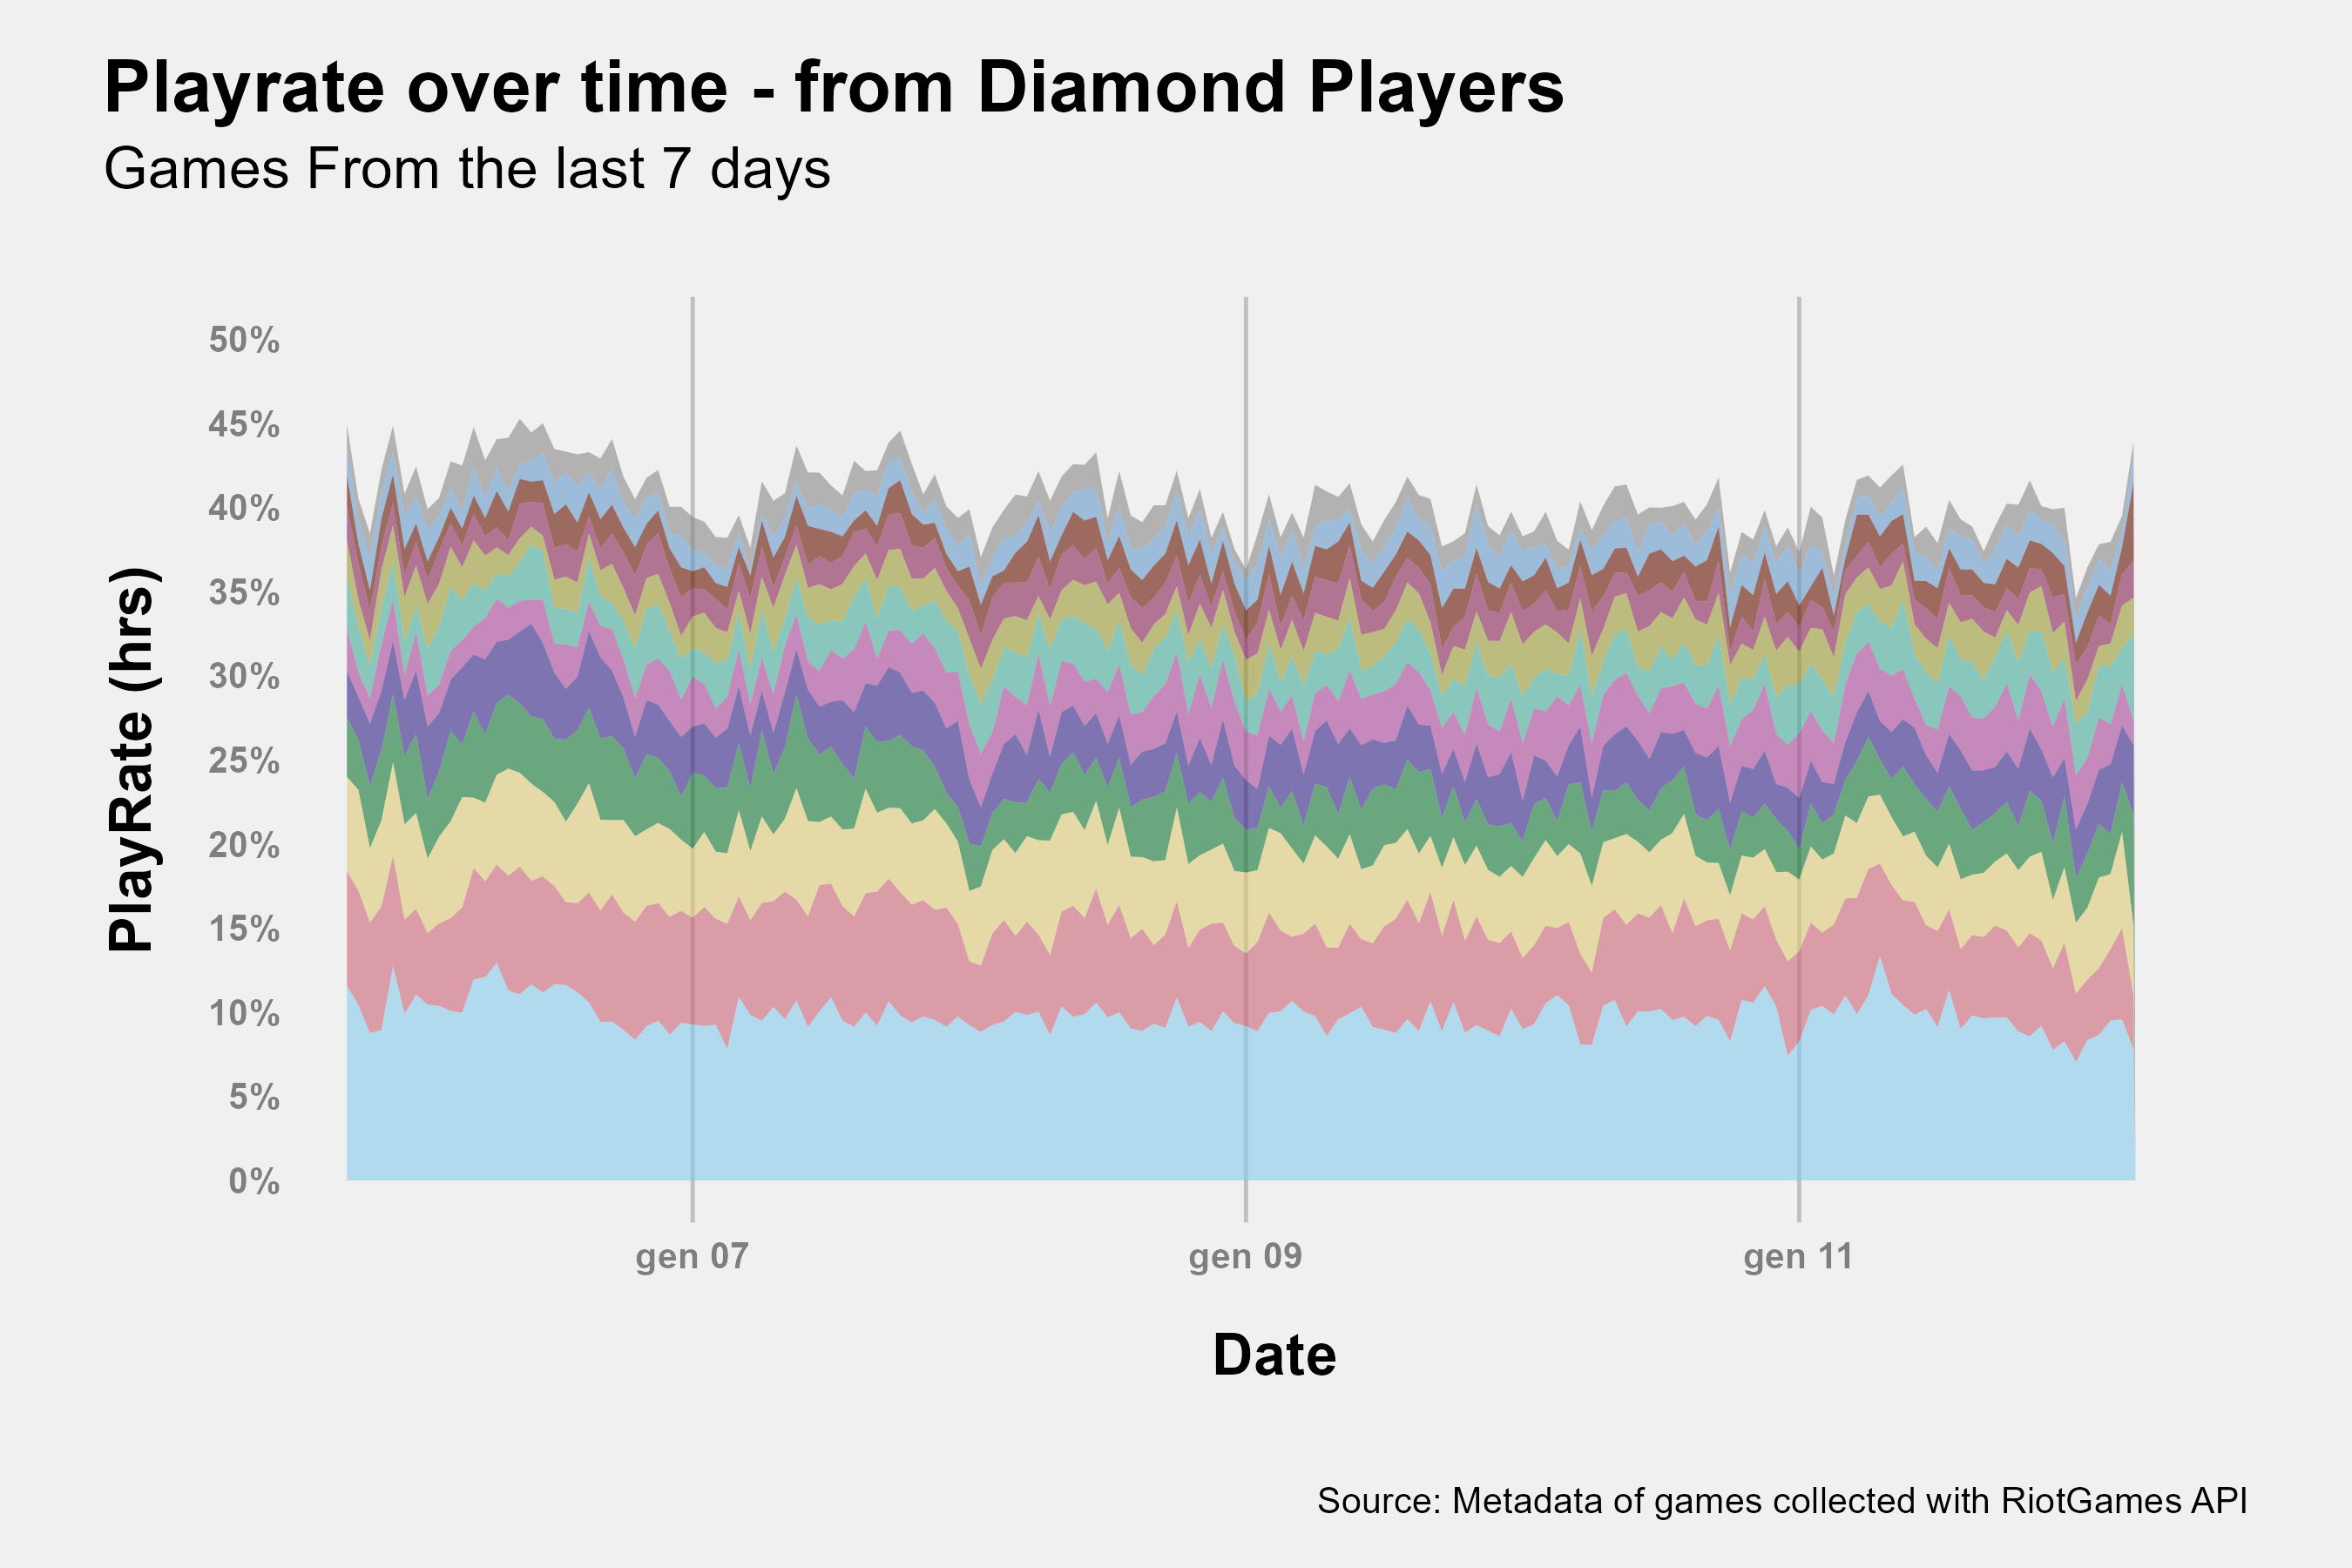 Playrate over time - from Diamond Players
Games From the last 7 days
PlayRate (hrs)
50%
45%
40%
35%
30%
25%
20%
15%
10%
5%
0%
gen 07
gen 09
gen 11
Date
Source: Metadata of games collected with RiotGames API